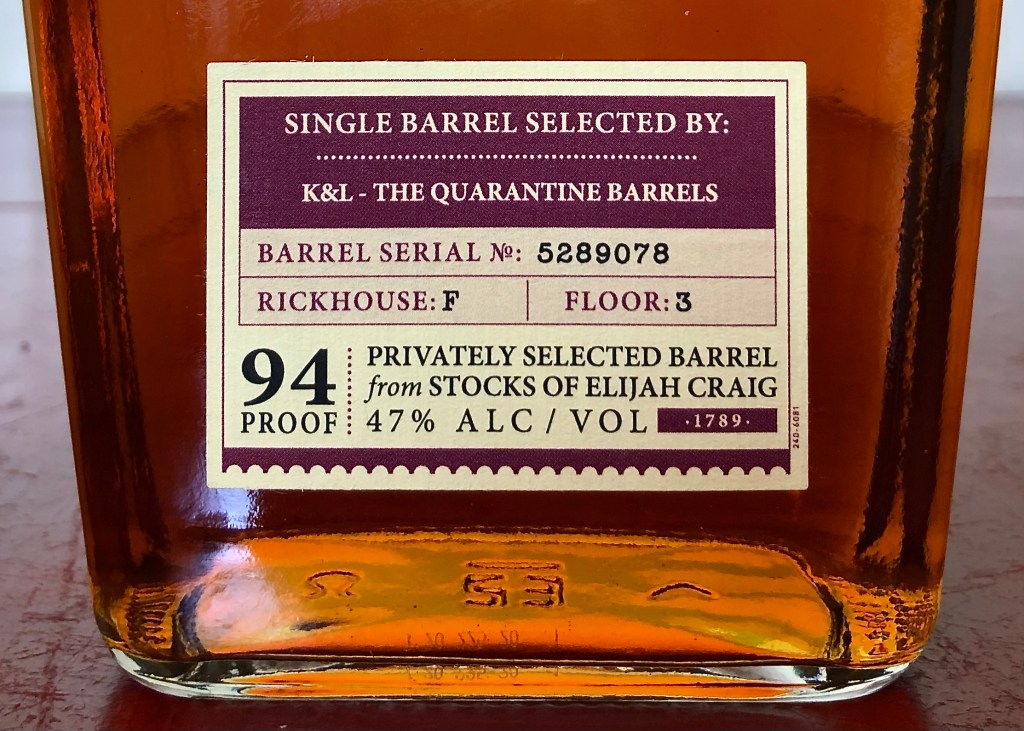 SINGLE BARREL SELECTED BY:
K&L - THE QUARANTINE BARRELS
BARREL SERIAL №: 5289078
RICKHOUSE: F
FLOOR: 3
94
PROOF
PRIVATELY SELECTED BARREL
from STOCKS OF ELIJAH CRAIG
47% ALC / VOL
·1789·
240-6081